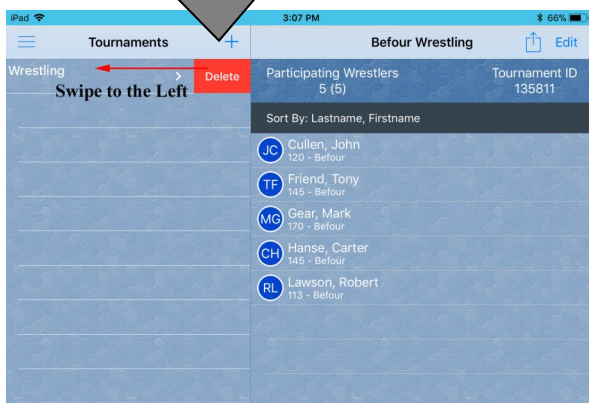 iPad 3:07 PM 66%
Tournaments + Befour Wrestling Edit
Wrestling > Delete
Swipe to the Left
Participating Wrestlers Tournament ID
5 (5) 135811
Sort By: Lastname, Firstname
JC Cullen, John
120 - Befour
TF Friend, Tony
145 - Befour
MG Gear, Mark
170 - Befour
CH Hanse, Carter
145 - Befour
RL Lawson, Robert
113 - Befour